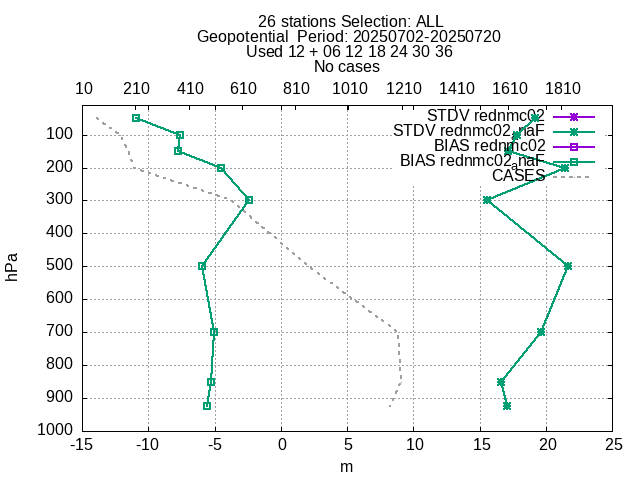 26 stations Selection: ALL
Geopotential  Period: 20250702-20250720
Used 12 + 06 12 18 24 30 36
No cases
10 210 410 610 810 1010 1210 1410 1610 1810
STDV rednmc02
STDV rednmc02_naF
BIAS rednmc02
BIAS rednmc02_naF
CASES
100
200
300
400
500
600
700
800
900
1000
hPa
-15 -10 -5 0 5 10 15 20 25
m